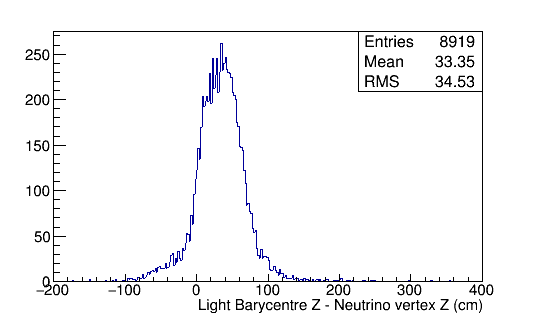 Entries 8919
Mean 33.35
RMS 34.53
250
200
150
100
50
0
−200 −100 0 100 200 300 400
Light Barycentre Z - Neutrino vertex Z (cm)